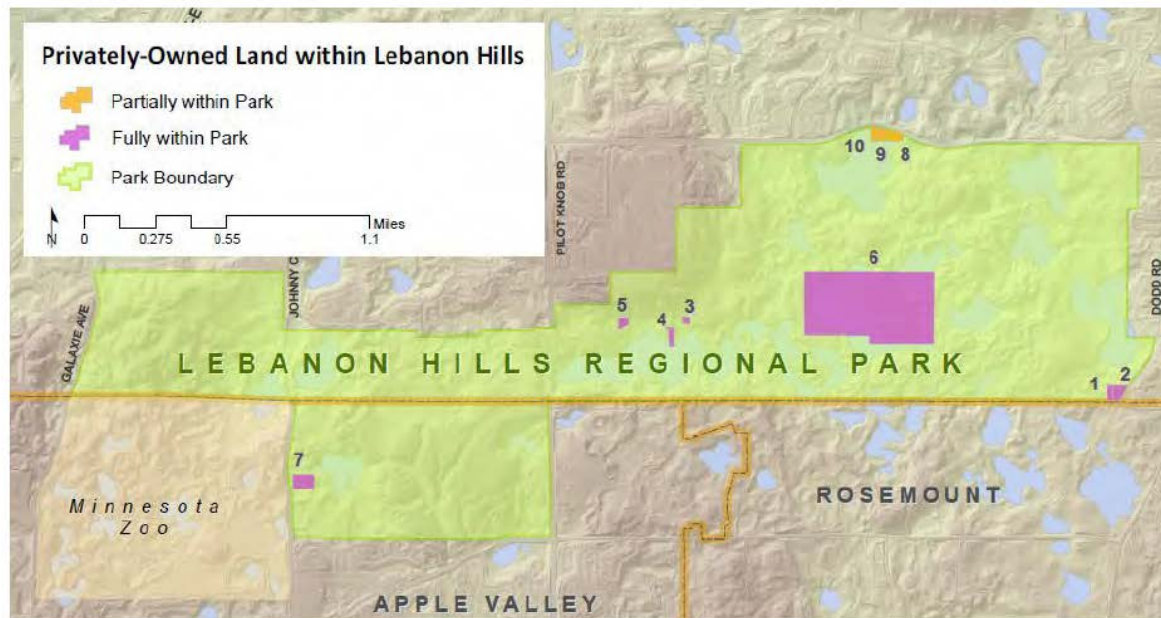 Privately-Owned Land within Lebanon Hills
Partially within Park
Fully within Park
Park Boundary
N
0 0.275 0.55 1.1 Miles
PILOT KNOB RD
10 9 8
6
5 4 3
JOHNNY C
GALAXIE AVE
DODD RD
LEBANON HILLS REGIONAL PARK
1 2
7
Minnesota
Zoo
ROSEMOUNT
APPLE VALLEY